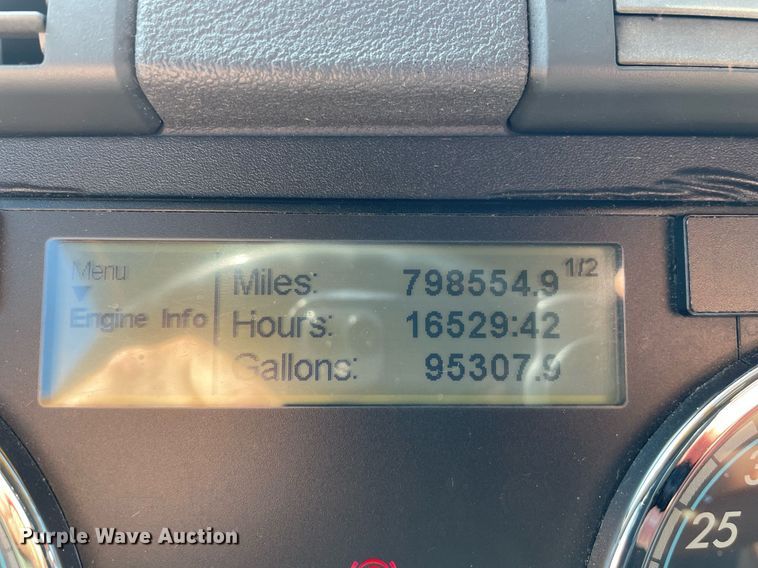 Menu
Engine Info
1/2
Miles: 798554.9
Hours: 16529:42
Gallons: 95307.9
25
Purple Wave Auction